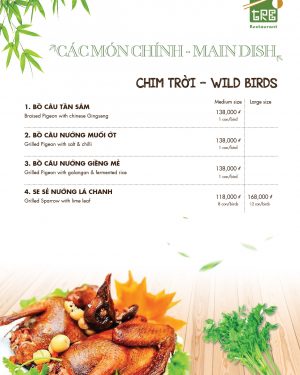 TRE
Restaurant
CÁC MÓN CHÍNH - MAIN DISH
CHIM TRỜI - WILD BIRDS
Medium size Large size
1. BỒ CÂU TẦN SÂM 138,000 ₫
Braised Pigeon with chinese Gingseng 1 con/bird
2. BỒ CÂU NƯỚNG MUỐI ỚT 138,000 ₫
Grilled Pigeon with salt & chilli 1 con/bird
3. BỒ CÂU NƯỚNG GIỀNG MẺ 138,000 ₫
Grilled Pigeon with galangan & fermented rice 1 con/bird
4. SE SẺ NƯỚNG LÁ CHANH 118,000 ₫ 168,000 ₫
Grilled Sparrow with lime leaf 8 con/birds 12 con/birds